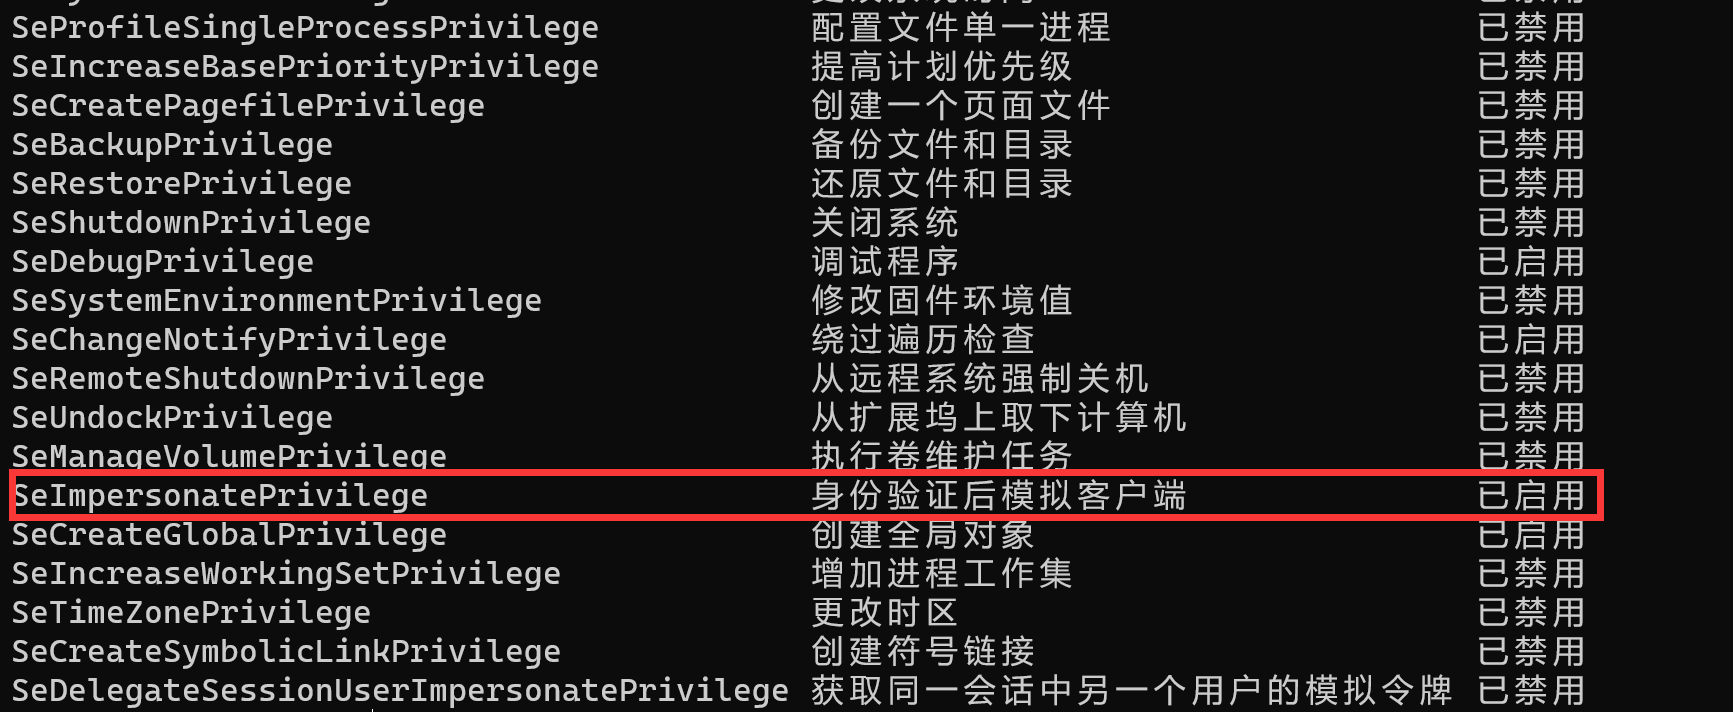 SeProfileSingleProcessPrivilege 配置文件单一进程 已禁用
SeIncreaseBasePriorityPrivilege 提高计划优先级 已禁用
SeCreatePagefilePrivilege 创建一个页面文件 已禁用
SeBackupPrivilege 备份文件和目录 已禁用
SeRestorePrivilege 还原文件和目录 已禁用
SeShutdownPrivilege 关闭系统 已禁用
SeDebugPrivilege 调试程序 已启用
SeSystemEnvironmentPrivilege 修改固件环境值 已禁用
SeChangeNotifyPrivilege 绕过遍历检查 已启用
SeRemoteShutdownPrivilege 从远程系统强制关机 已禁用
SeUndockPrivilege 从扩展坞上取下计算机 已禁用
SeManageVolumePrivilege 执行卷维护任务 已禁用
SeImpersonatePrivilege 身份验证后模拟客户端 已启用
SeCreateGlobalPrivilege 创建全局对象 已启用
SeIncreaseWorkingSetPrivilege 增加进程工作集 已禁用
SeTimeZonePrivilege 更改时区 已禁用
SeCreateSymbolicLinkPrivilege 创建符号链接 已禁用
SeDelegateSessionUserImpersonatePrivilege 获取同一会话中另一个用户的模拟令牌 已禁用